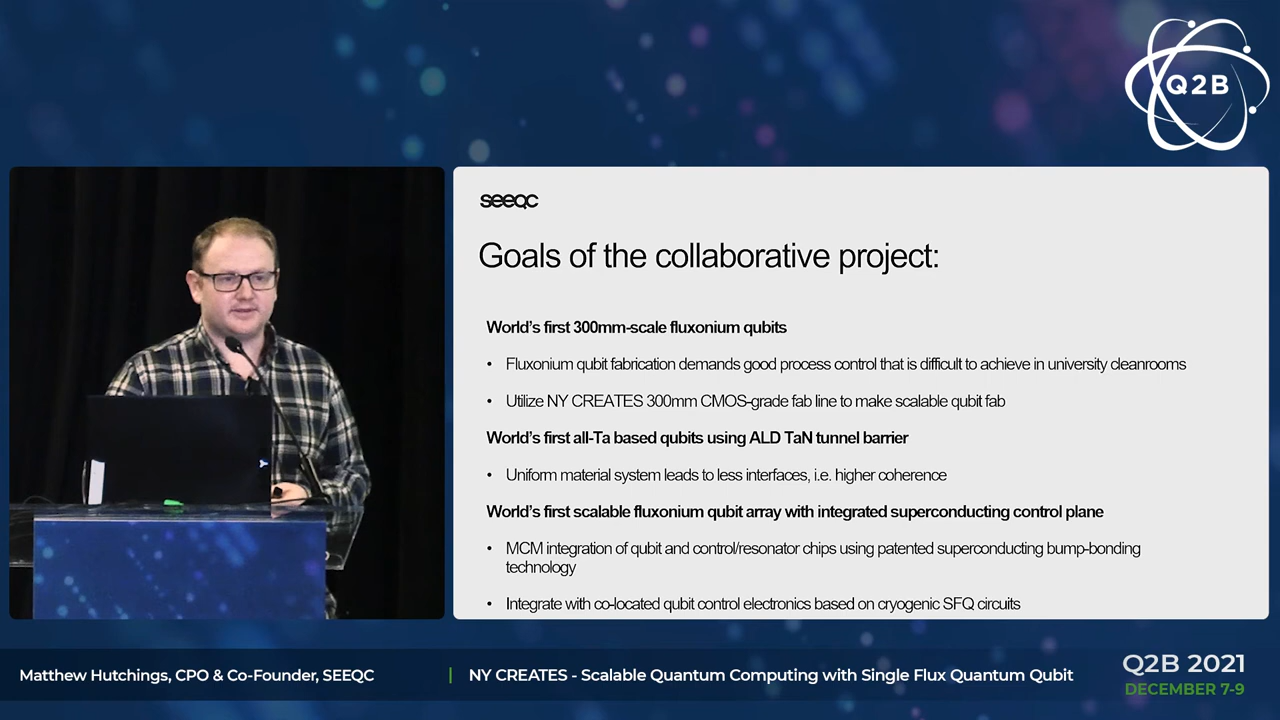 Q2B
seeqc
Goals of the collaborative project:
World's first 300mm-scale fluxonium qubits
• Fluxonium qubit fabrication demands good process control that is difficult to achieve in university cleanrooms
• Utilize NY CREATES 300mm CMOS-grade fab line to make scalable qubit fab
World's first all-Ta based qubits using ALD TaN tunnel barrier
• Uniform material system leads to less interfaces, i.e. higher coherence
World's first scalable fluxonium qubit array with integrated superconducting control plane
• MCM integration of qubit and control/resonator chips using patented superconducting bump-bonding
technology
• Integrate with co-located qubit control electronics based on cryogenic SFQ circuits
Matthew Hutchings, CPO & Co-Founder, SEEQC
NY CREATES - Scalable Quantum Computing with Single Flux Quantum Qubit
Q2B 2021
DECEMBER 7-9